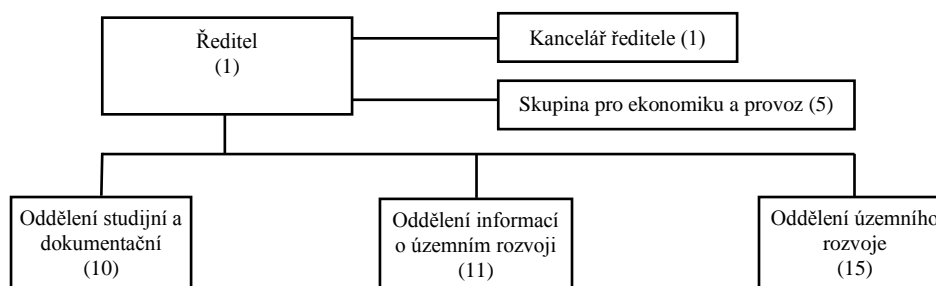 Ředitel
(1)
Kancelář ředitele (1)
Skupina pro ekonomiku a provoz (5)
Oddělení studijní a
dokumentační
(10)
Oddělení informací
o územním rozvoji
(11)
Oddělení územního
rozvoje
(15)